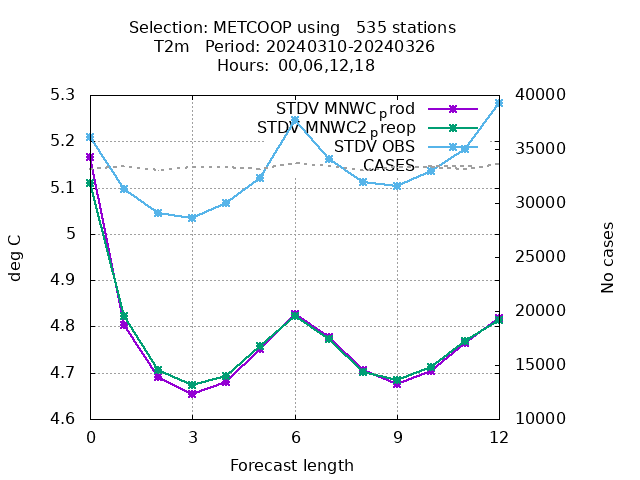 Selection: METCOOP using   535 stations
T2m   Period: 20240310-20240326
Hours:  00,06,12,18
STDV MNWC_prod
STDV MNWC2_preop
STDV OBS
CASES
5.3
5.2
5.1
5
4.9
4.8
4.7
4.6
deg C
40000
35000
30000
25000
20000
15000
10000
No cases
0 3 6 9 12
Forecast length